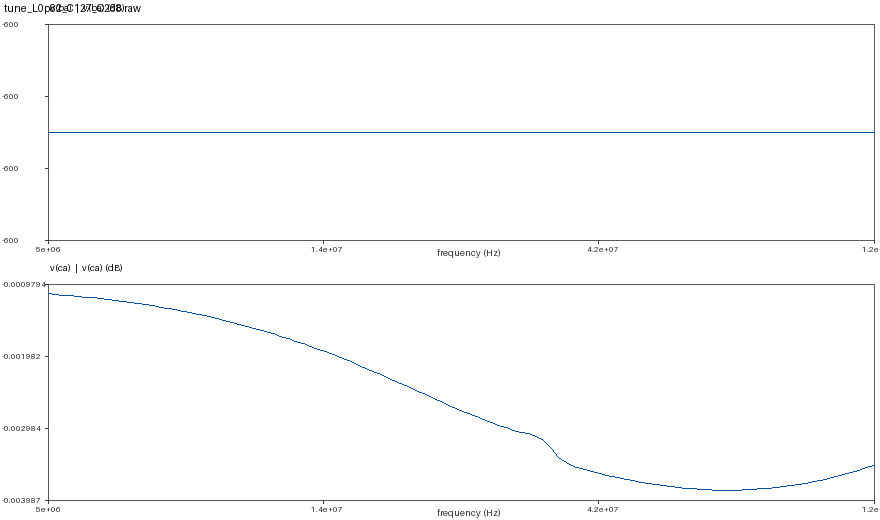 -600
-600
-600
-600
5e+06 1.4e+07 4.2e+07 1.2e
frequency (Hz)
v(ca) | v(ca) (dB)
-0.0009794
-0.001982
-0.002984
-0.003987
5e+06 1.4e+07 4.2e+07 1.2e
frequency (Hz)